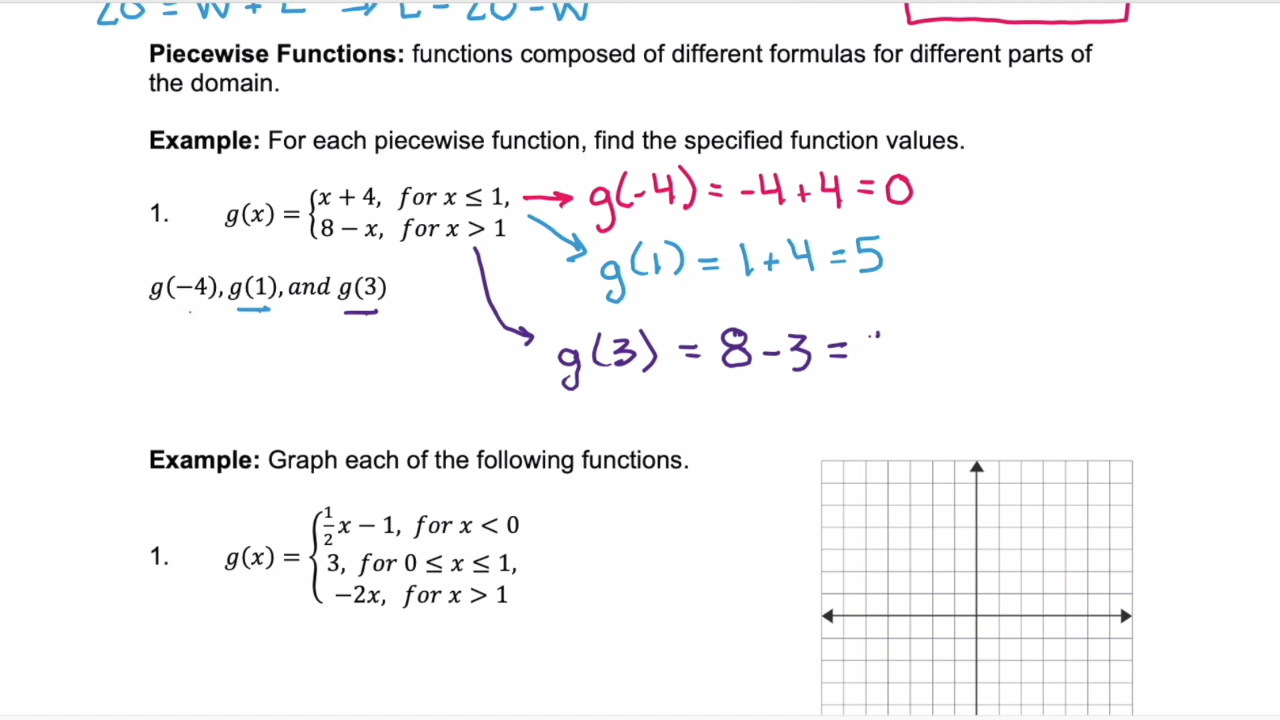 20 = W + L → L = 20 - W
Piecewise Functions: functions composed of different formulas for different parts of
the domain.
Example: For each piecewise function, find the specified function values.
1. g(x) = { x + 4, for x ≤ 1,
8 − x, for x > 1
→ g(-4) = -4+4 = 0
g(1) = 1+4 = 5
g(−4), g(1), and g(3)
g(3) = 8-3 =
Example: Graph each of the following functions.
1. g(x) = { 1/2 x − 1, for x < 0
3, for 0 ≤ x ≤ 1,
−2x, for x > 1